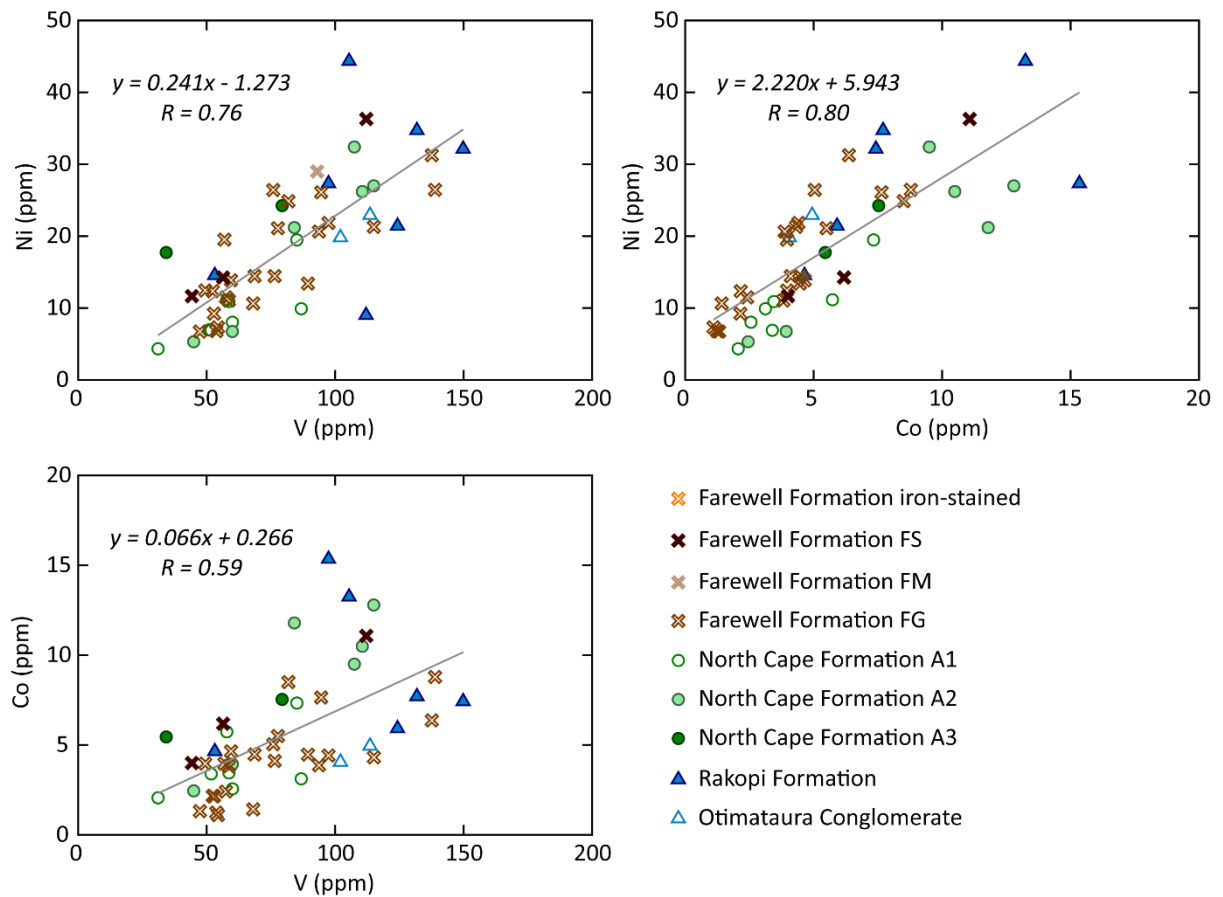 50
40
30
20
10
0
Ni (ppm)
y = 0.241x - 1.273
R = 0.76
0
50
100
150
200
V (ppm)
50
40
30
20
10
0
Ni (ppm)
y = 2.220x + 5.943
R = 0.80
0
5
10
15
20
Co (ppm)
20
15
10
5
0
Co (ppm)
y = 0.066x + 0.266
R = 0.59
0
50
100
150
200
V (ppm)
Farewell Formation iron-stained
Farewell Formation FS
Farewell Formation FM
Farewell Formation FG
North Cape Formation A1
North Cape Formation A2
North Cape Formation A3
Rakopi Formation
Otimataura Conglomerate